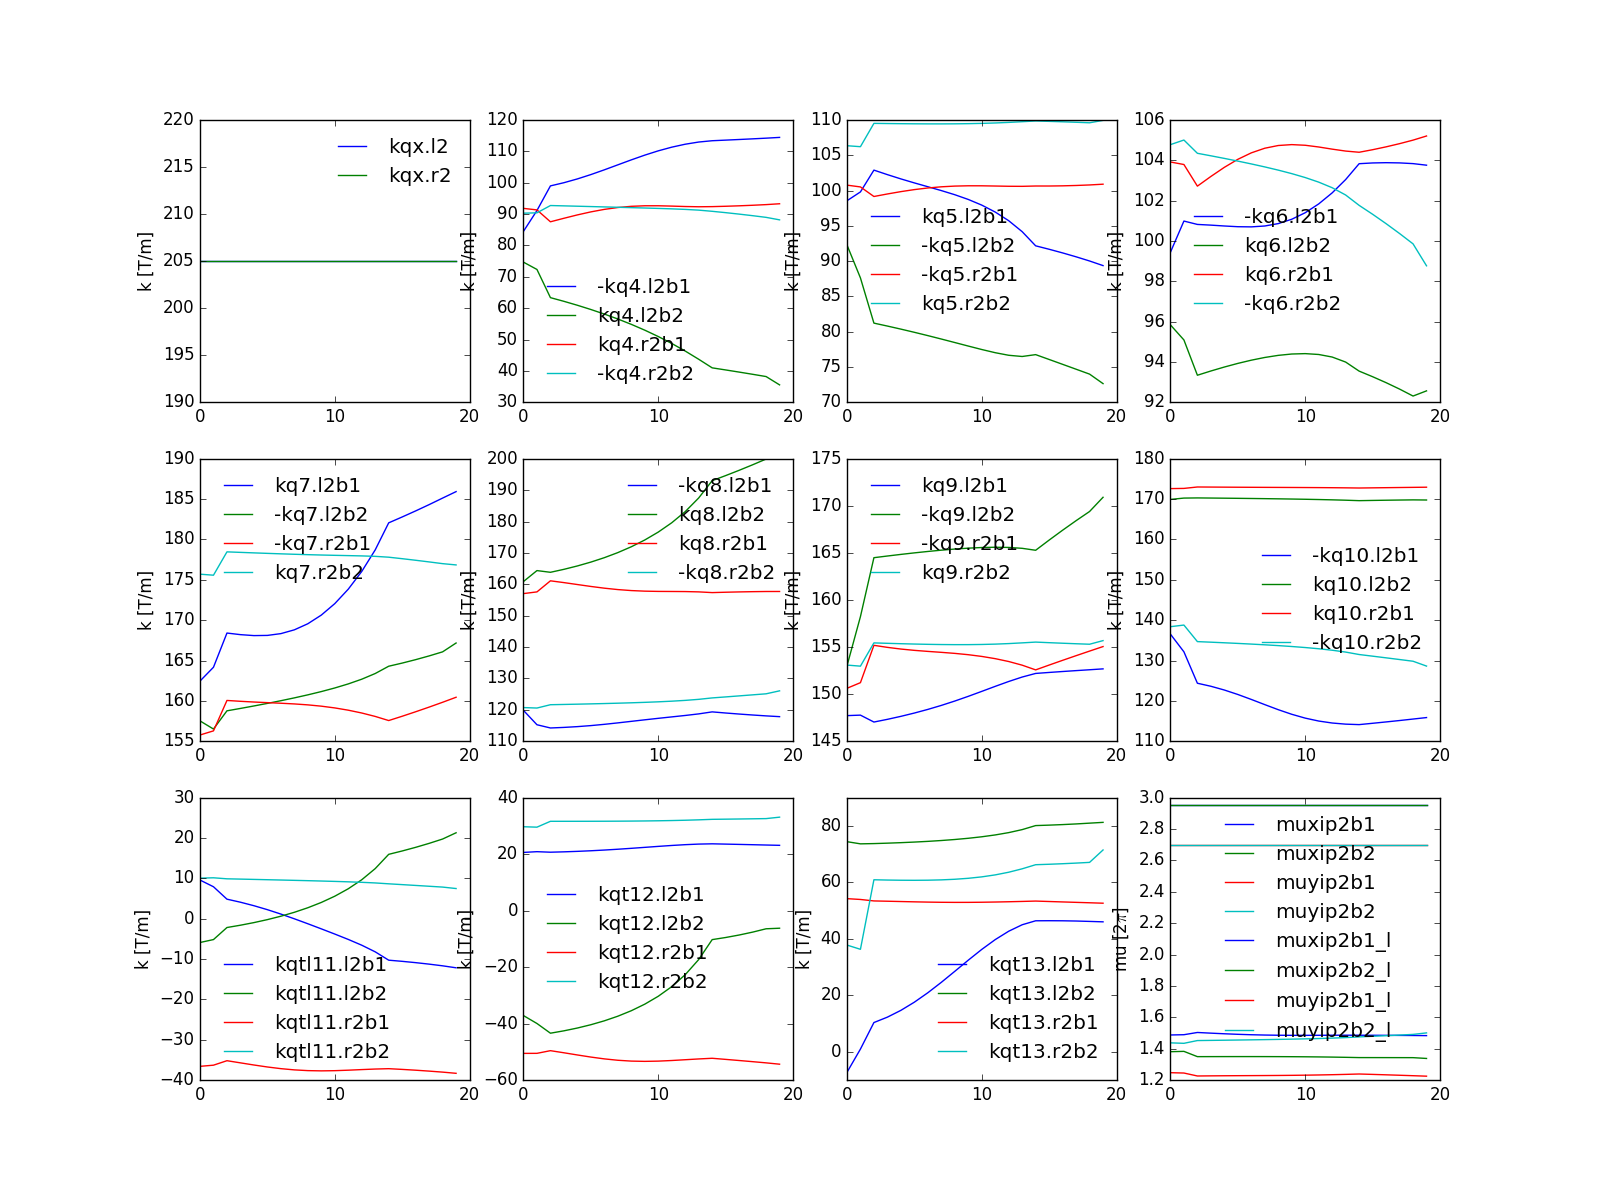 220
215
210
205
200
195
190
0 10 20
k [T/m]
kqx.l2
kqx.r2
120
110
100
90
80
70
60
50
40
30
0 10 20
k [T/m]
-kq4.l2b1
kq4.l2b2
kq4.r2b1
-kq4.r2b2
110
105
100
95
90
85
80
75
70
0 10 20
k [T/m]
kq5.l2b1
-kq5.l2b2
-kq5.r2b1
kq5.r2b2
106
104
102
100
98
96
94
92
0 10 20
k [T/m]
-kq6.l2b1
kq6.l2b2
kq6.r2b1
-kq6.r2b2
190
185
180
175
170
165
160
155
0 10 20
k [T/m]
kq7.l2b1
-kq7.l2b2
-kq7.r2b1
kq7.r2b2
200
190
180
170
160
150
140
130
120
110
0 10 20
k [T/m]
-kq8.l2b1
kq8.l2b2
kq8.r2b1
-kq8.r2b2
175
170
165
160
155
150
145
0 10 20
k [T/m]
kq9.l2b1
-kq9.l2b2
-kq9.r2b1
kq9.r2b2
180
170
160
150
140
130
120
110
0 10 20
k [T/m]
-kq10.l2b1
kq10.l2b2
kq10.r2b1
-kq10.r2b2
30
20
10
0
−10
−20
−30
−40
0 10 20
k [T/m]
kqtl11.l2b1
kqtl11.l2b2
kqtl11.r2b1
kqtl11.r2b2
40
20
0
−20
−40
−60
0 10 20
k [T/m]
kqt12.l2b1
kqt12.l2b2
kqt12.r2b1
kqt12.r2b2
80
60
40
20
0
0 10 20
k [T/m]
kqt13.l2b1
kqt13.l2b2
kqt13.r2b1
kqt13.r2b2
3.0
2.8
2.6
2.4
2.2
2.0
1.8
1.6
1.4
1.2
0 10 20
mu [2π]
muxip2b1
muxip2b2
muyip2b1
muyip2b2
muxip2b1_l
muxip2b2_l
muyip2b1_l
muyip2b2_l